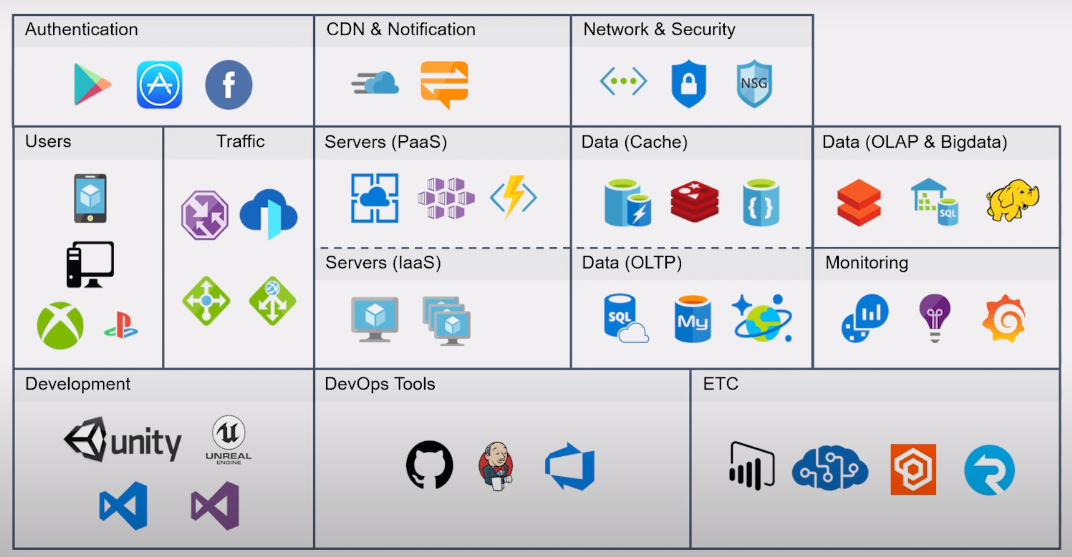 Authentication
CDN & Notification
Network & Security
NSG
Users
Traffic
Servers (PaaS)
Data (Cache)
Data (OLAP & Bigdata)
{ }
SQL
Servers (IaaS)
Data (OLTP)
Monitoring
SQL
My
Development
DevOps Tools
ETC
unity
UNREAL
ENGINE